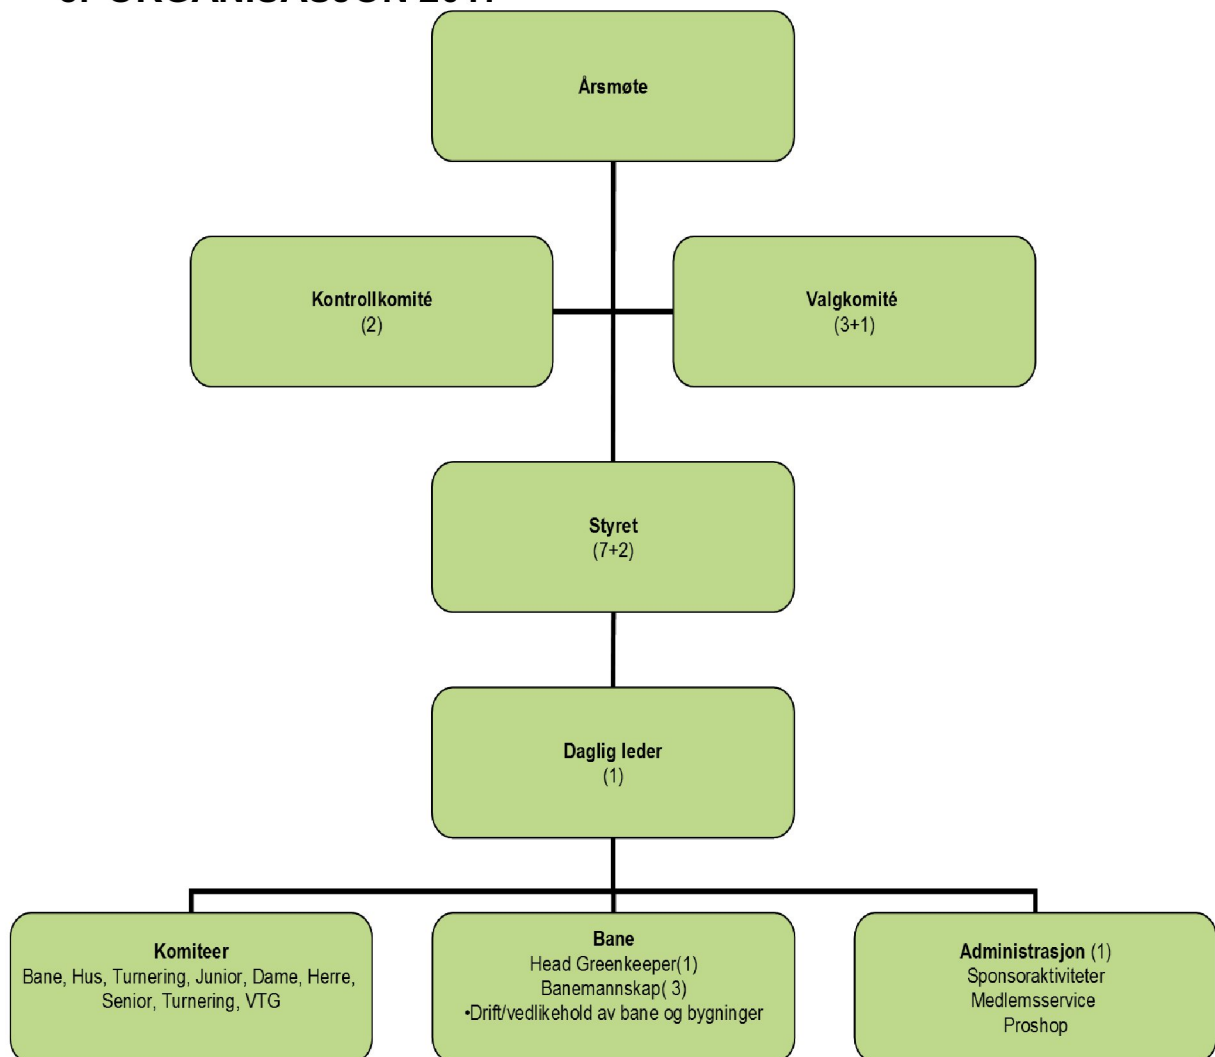 ORGANISASJON
Årsmøte
Kontrollkomité
(2)
Valgkomité
(3+1)
Styret
(7+2)
Daglig leder
(1)
Komiteer
Bane, Hus, Turnering, Junior, Dame, Herre,
Senior, Turnering, VTG
Bane
Head Greenkeeper(1)
Banemannskap( 3)
•Drift/vedlikehold av bane og bygninger
Administrasjon (1)
Sponsoraktiviteter
Medlemsservice
Proshop